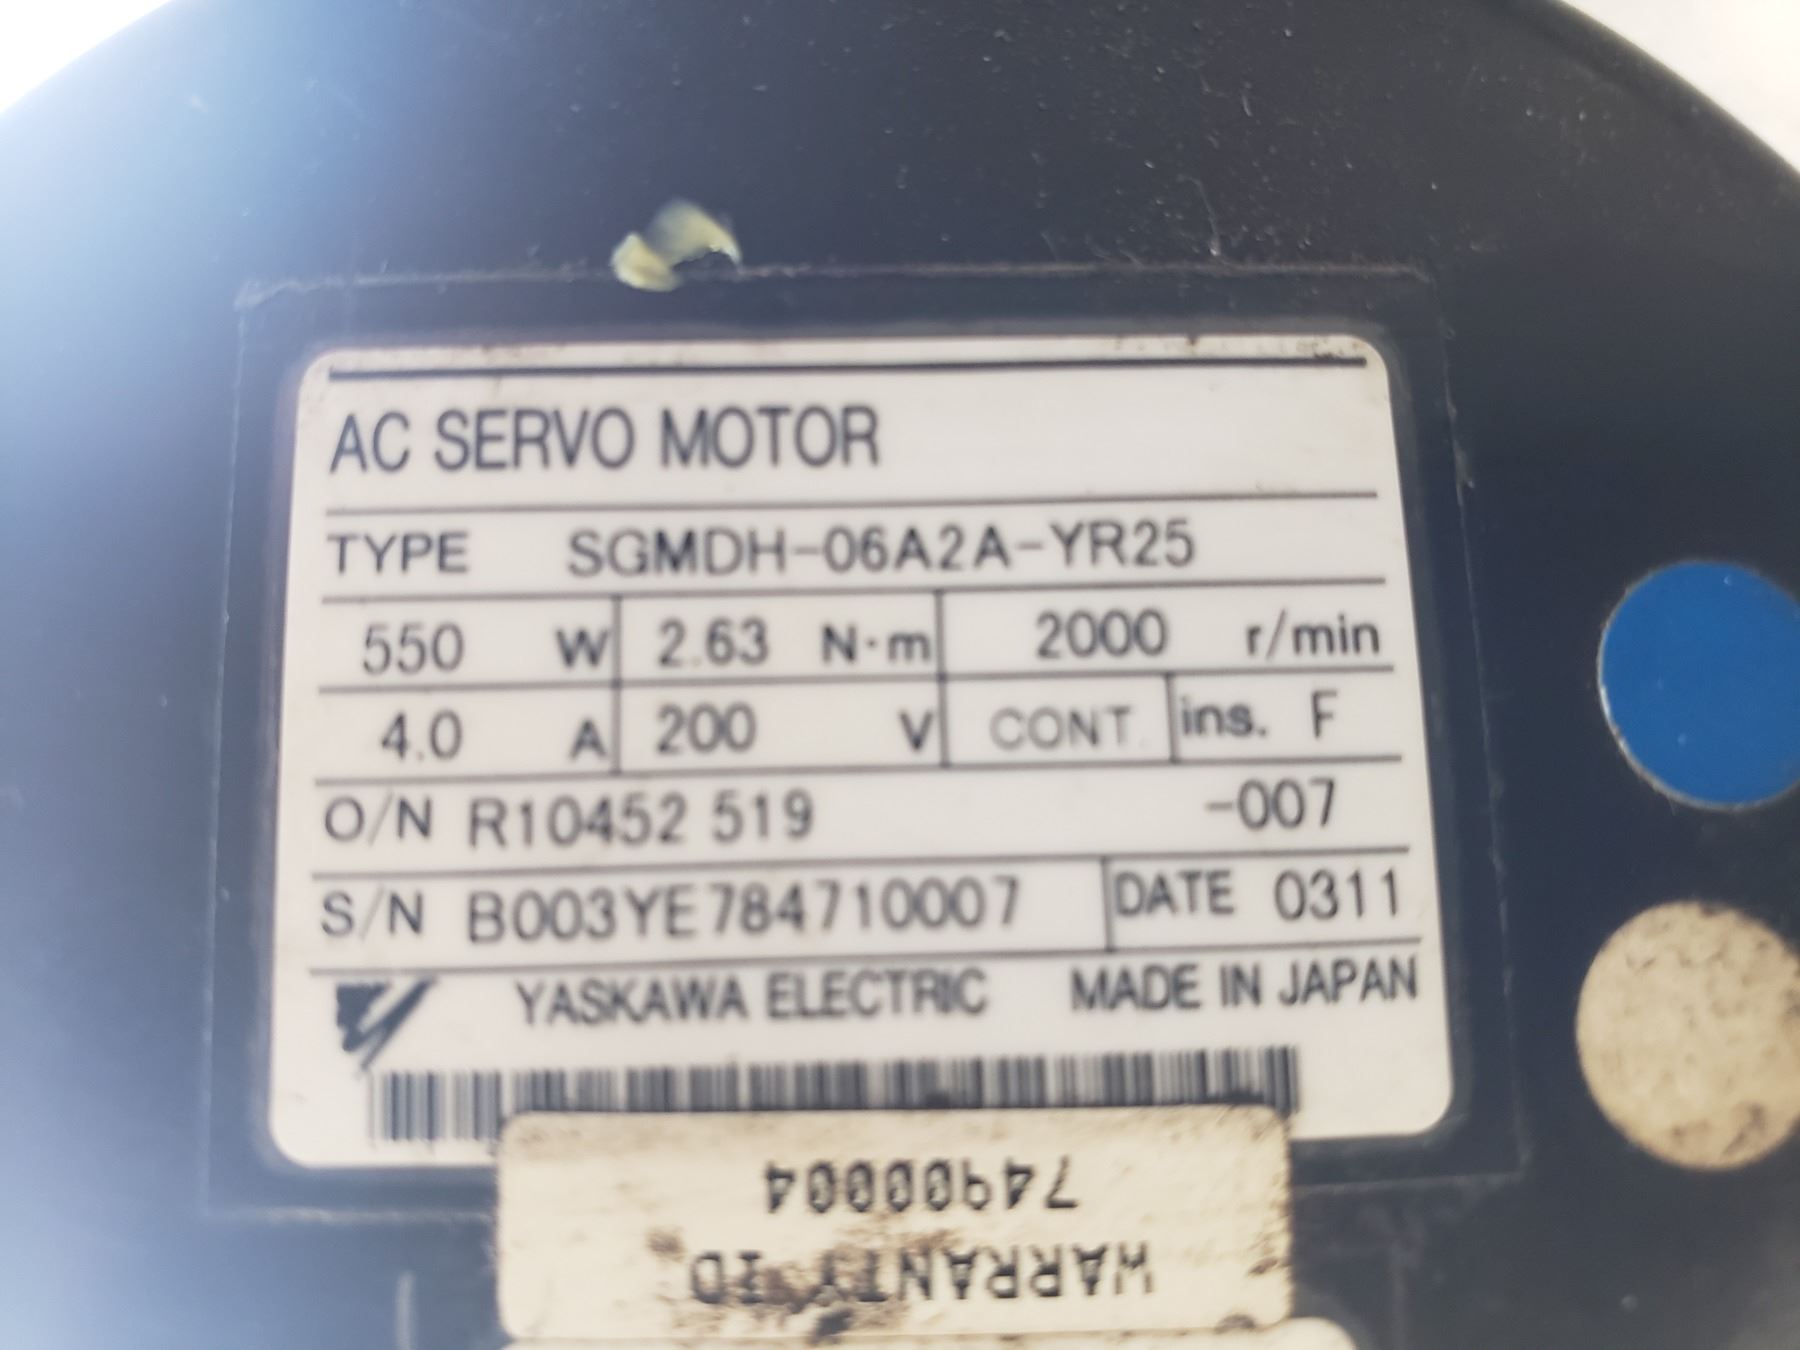 AC SERVO MOTOR
TYPE SGMDH-06A2A-YR25
550 W 2.63 N·m 2000 r/min
4.0 A 200 V CONT. ins. F
O/N R10452 519 -007
S/N B003YE784710007 DATE 0311
YASKAWA ELECTRIC MADE IN JAPAN
WARRANTY ID
74900004